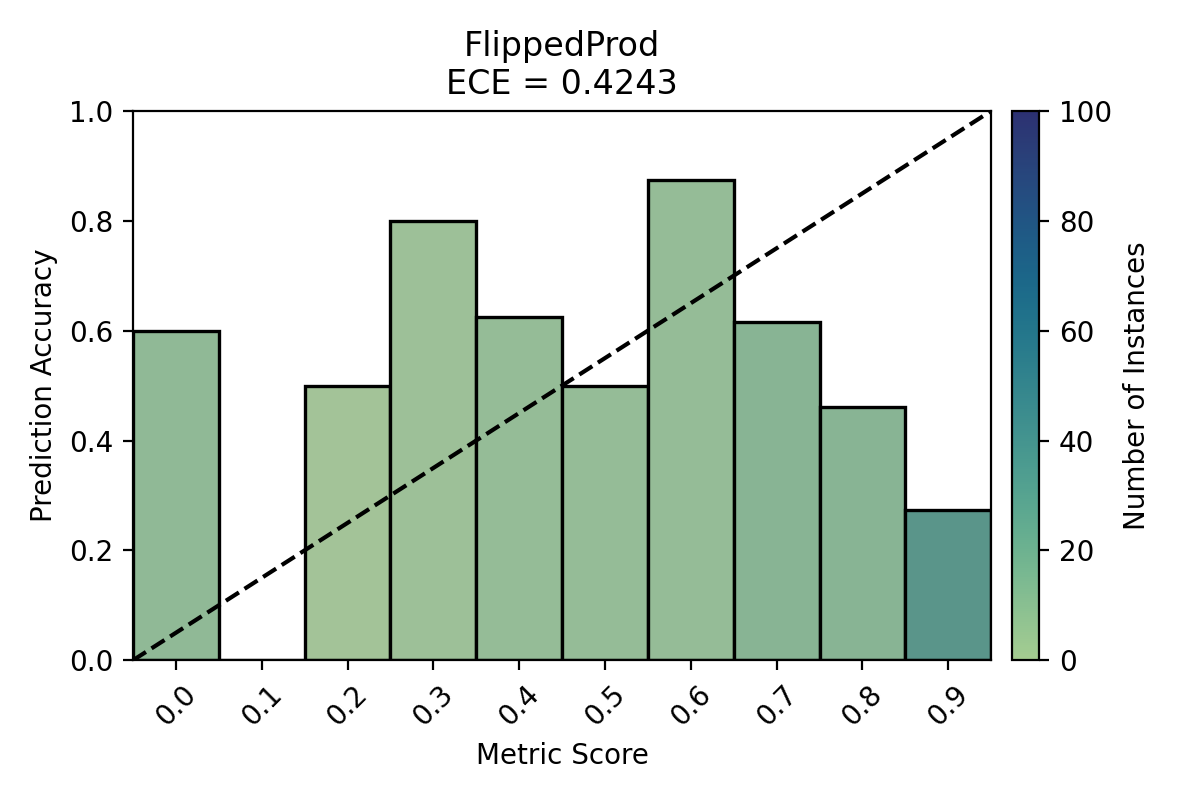 FlippedProd
ECE = 0.4243
1.0
0.8
0.6
0.4
0.2
0.0
Prediction Accuracy
0.0 0.1 0.2 0.3 0.4 0.5 0.6 0.7 0.8 0.9
Metric Score
100
80
60
40
20
0
Number of Instances